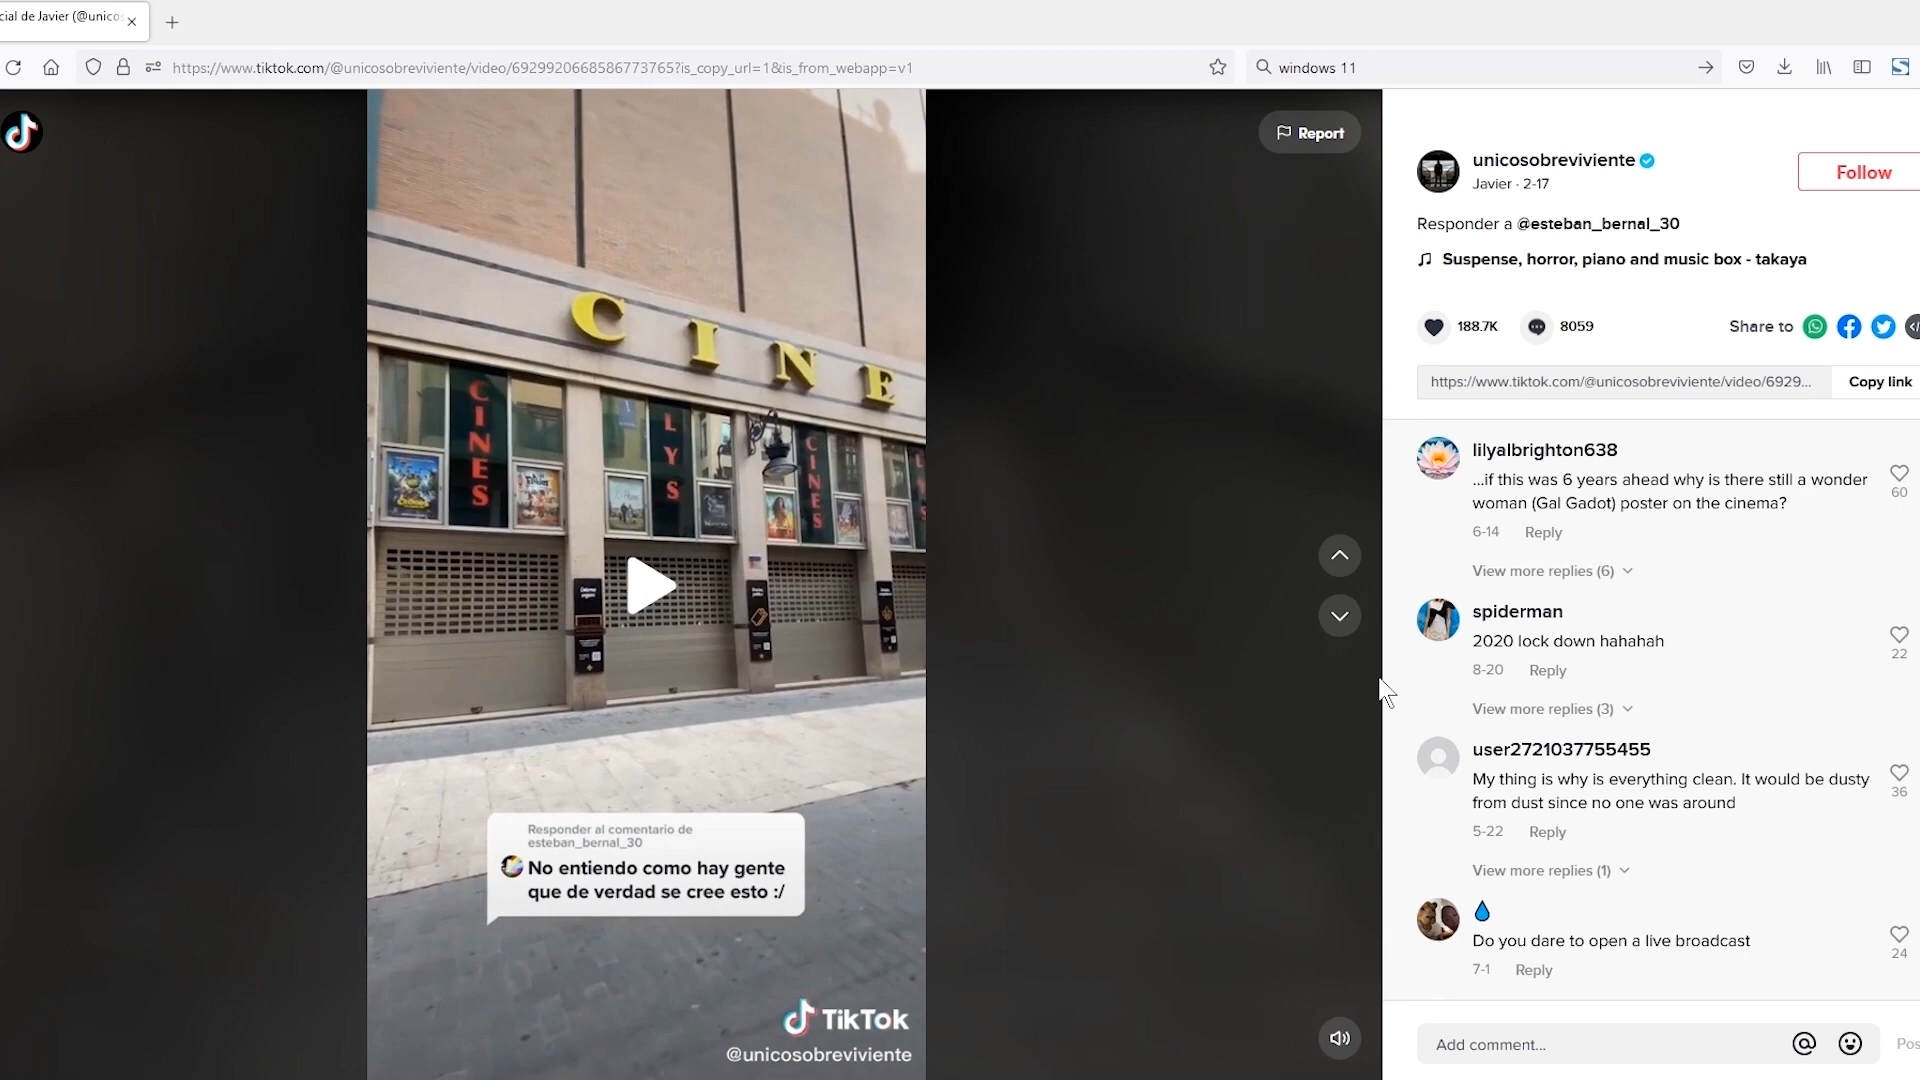 cial de Javier (@unicos
https://www.tiktok.com/@unicosobreviviente/video/6929920668586773765?is_copy_url=1&is_from_webapp=v1
windows 11
Report
CINE
CINES
LYS
CINES
Responder al comentario de
esteban_bernal_30
No entiendo como hay gente
que de verdad se cree esto :/
TikTok
@unicosobreviviente
unicosobreviviente
Javier · 2-17
Follow
Responder a @esteban_bernal_30
Suspense, horror, piano and music box - takaya
188.7K
8059
Share to
https://www.tiktok.com/@unicosobreviviente/video/6929...
Copy link
lilyalbrighton638
...if this was 6 years ahead why is there still a wonder
woman (Gal Gadot) poster on the cinema?
60
6-14 Reply
View more replies (6)
spiderman
2020 lock down hahahah
22
8-20 Reply
View more replies (3)
user2721037755455
My thing is why is everything clean. It would be dusty
from dust since no one was around
36
5-22 Reply
View more replies (1)
Do you dare to open a live broadcast
24
7-1 Reply
Add comment...
Pos